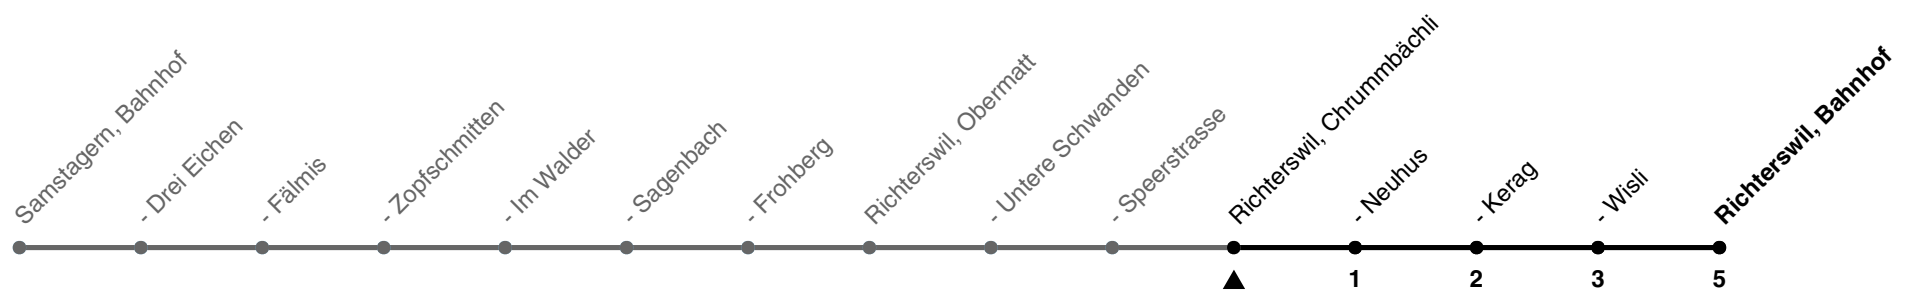 Samstagern, Bahnhof
- Drei Eichen
- Fälmis
- Zopfschmitten
- Im Walder
- Sagenbach
- Frohberg
Richterswil, Obermatt
- Untere Schwanden
- Speerstrasse
Richterswil, Chrummbächli
- Neuhus
- Kerag
- Wisli
Richterswil, Bahnhof
1 2 3 5